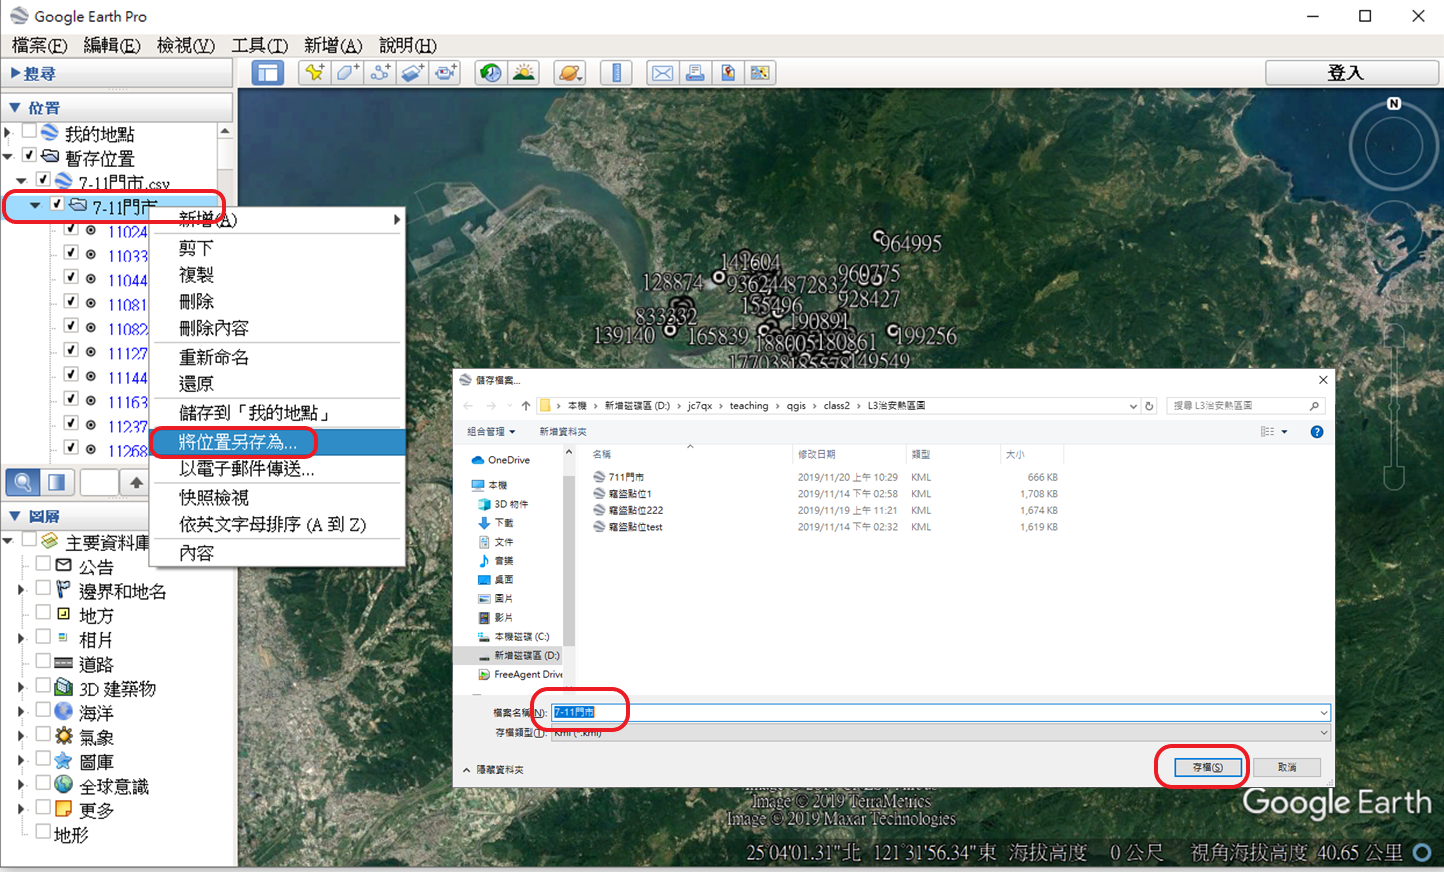 Google Earth Pro
檔案(F) 編輯(E) 檢視(V) 工具(T) 新增(A) 說明(H)
搜尋
登入
位置
我的地點
暫存位置
7-11門市.csv
7-11門市
11024
11033
11044
11081
11082
11127
11144
11163
11237
11268
新增(A)
剪下
複製
刪除
刪除內容
重新命名
還原
儲存到「我的地點」
將位置另存為...
以電子郵件傳送...
快照檢視
依英文字母排序 (A 到 Z)
內容
圖層
主要資料庫
公告
邊界和地名
地方
相片
道路
3D 建築物
海洋
氣象
圖庫
全球意識
更多
地形
N
964995
141604
128874
936244
872832
960775
155496
928427
833332
190891
139140
165839
188005
180861
199256
149549
儲存檔案...
本機 › 新增磁碟區 (D:) › jc7qx › teaching › qgis › class2 › L3治安熱區圖
搜尋 L3治安熱區圖
組合管理 新增資料夾
名稱 修改日期 類型 大小
711門市 2019/11/20 上午 10:29 KML 666 KB
竊盜點位1 2019/11/14 下午 02:58 KML 1,708 KB
竊盜點位222 2019/11/19 上午 11:21 KML 1,674 KB
竊盜點位test 2019/11/14 下午 02:32 KML 1,619 KB
OneDrive
本機
3D 物件
下載
文件
音樂
桌面
圖片
影片
本機磁碟 (C:)
新增磁碟區 (D:)
FreeAgent Drive
檔案名稱(N): 7-11門市
存檔類型(T): Kml (*.kml)
隱藏資料夾
存檔(S) 取消
Image © 2019 TerraMetrics
Image © 2019 Maxar Technologies
Google Earth
25°04'01.31"北 121°31'56.34"東 海拔高度 0 公尺 視角海拔高度 40.65 公里